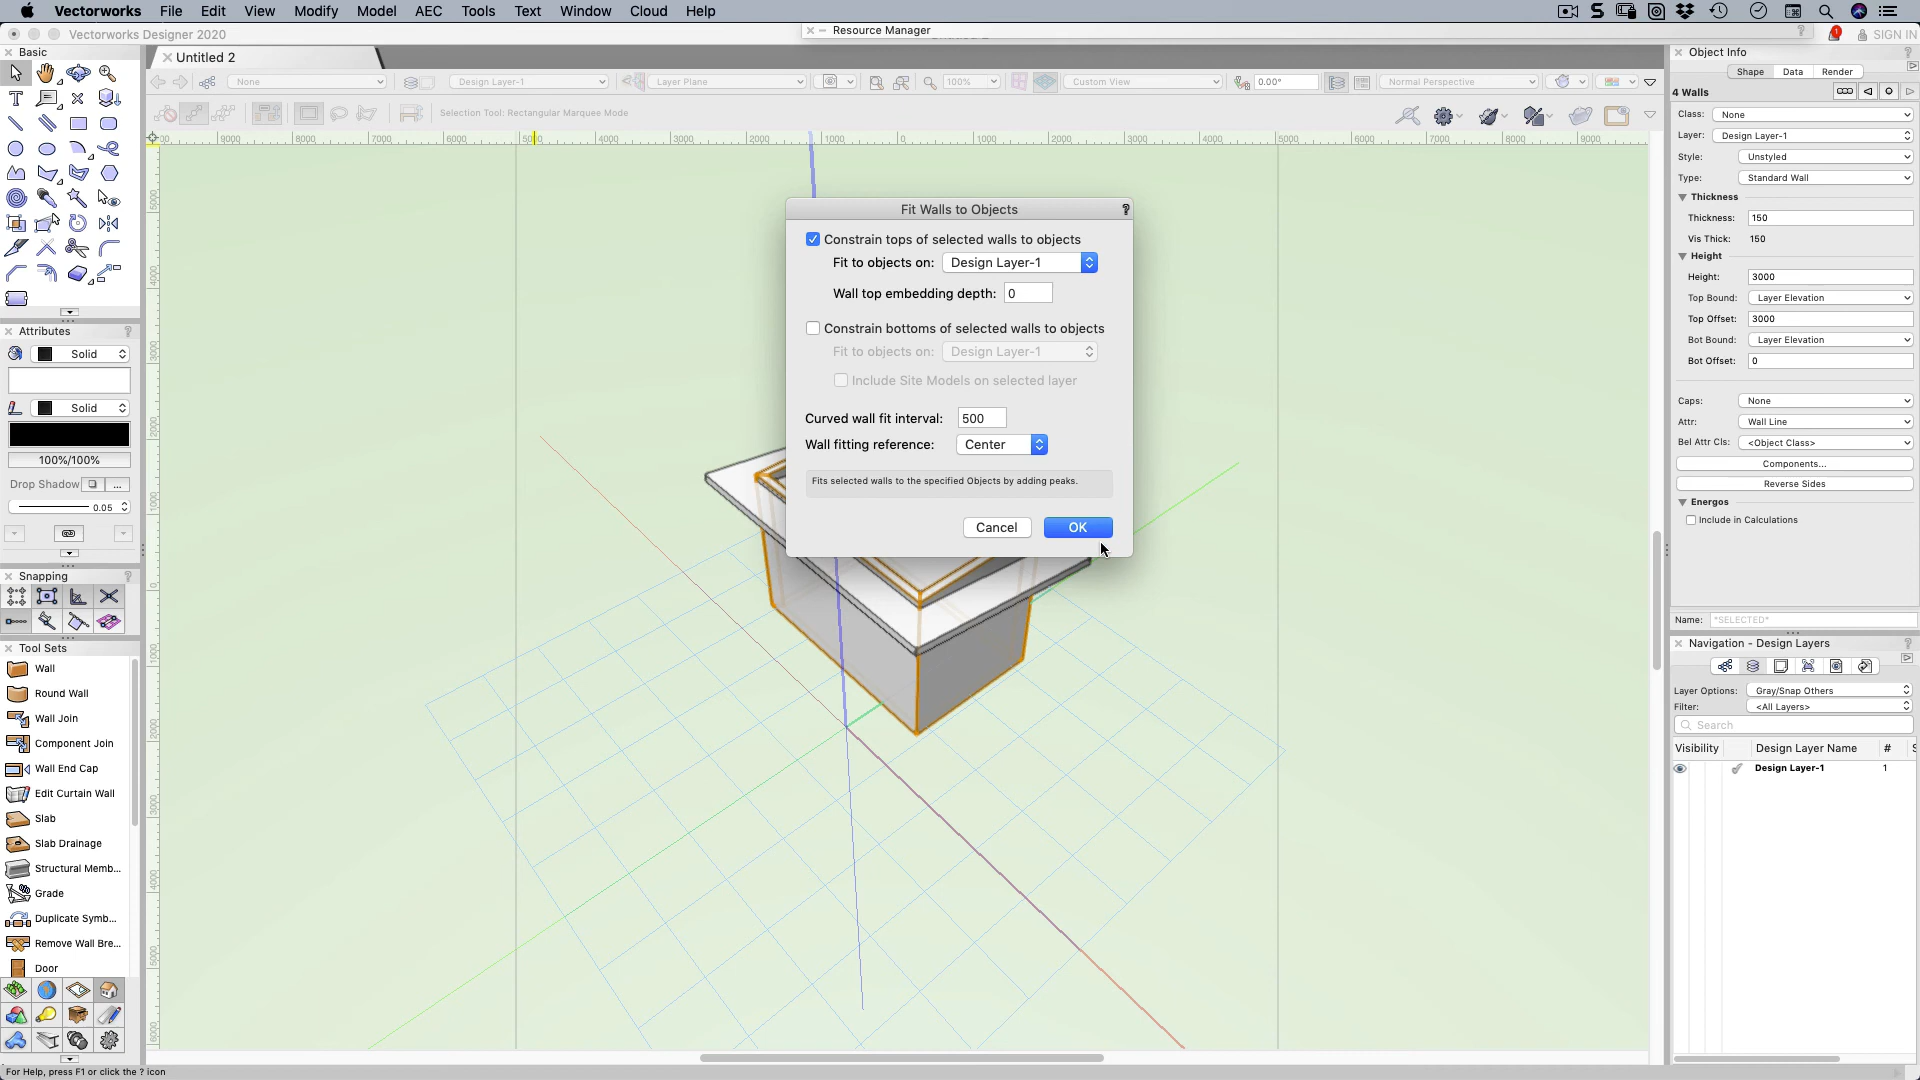 Vectorworks File Edit View Modify Model AEC Tools Text Window Cloud Help
Vectorworks Designer 2020
Resource Manager
SIGN IN
Basic
Untitled 2
None
Design Layer-1
Layer Plane
100%
Custom View
0.00°
Normal Perspective
Selection Tool: Rectangular Marquee Mode
Fit Walls to Objects
Constrain tops of selected walls to objects
Fit to objects on: Design Layer-1
Wall top embedding depth: 0
Constrain bottoms of selected walls to objects
Fit to objects on: Design Layer-1
Include Site Models on selected layer
Curved wall fit interval: 500
Wall fitting reference: Center
Fits selected walls to the specified Objects by adding peaks.
Cancel OK
Attributes
Solid
Solid
100%/100%
Drop Shadow
0.05
Snapping
Tool Sets
Wall
Round Wall
Wall Join
Component Join
Wall End Cap
Edit Curtain Wall
Slab
Slab Drainage
Structural Memb...
Grade
Duplicate Symb...
Remove Wall Bre...
Door
For Help, press F1 or click the ? icon
Object Info
Shape Data Render
4 Walls
Class: None
Layer: Design Layer-1
Style: Unstyled
Type: Standard Wall
Thickness
Thickness: 150
Vis Thick: 150
Height
Height: 3000
Top Bound: Layer Elevation
Top Offset: 3000
Bot Bound: Layer Elevation
Bot Offset: 0
Caps: None
Attr: Wall Line
Bel Attr Cls: <Object Class>
Components...
Reverse Sides
Energos
Include in Calculations
Name: *SELECTED*
Navigation - Design Layers
Layer Options: Gray/Snap Others
Filter: <All Layers>
Search
Visibility Design Layer Name # S
Design Layer-1 1